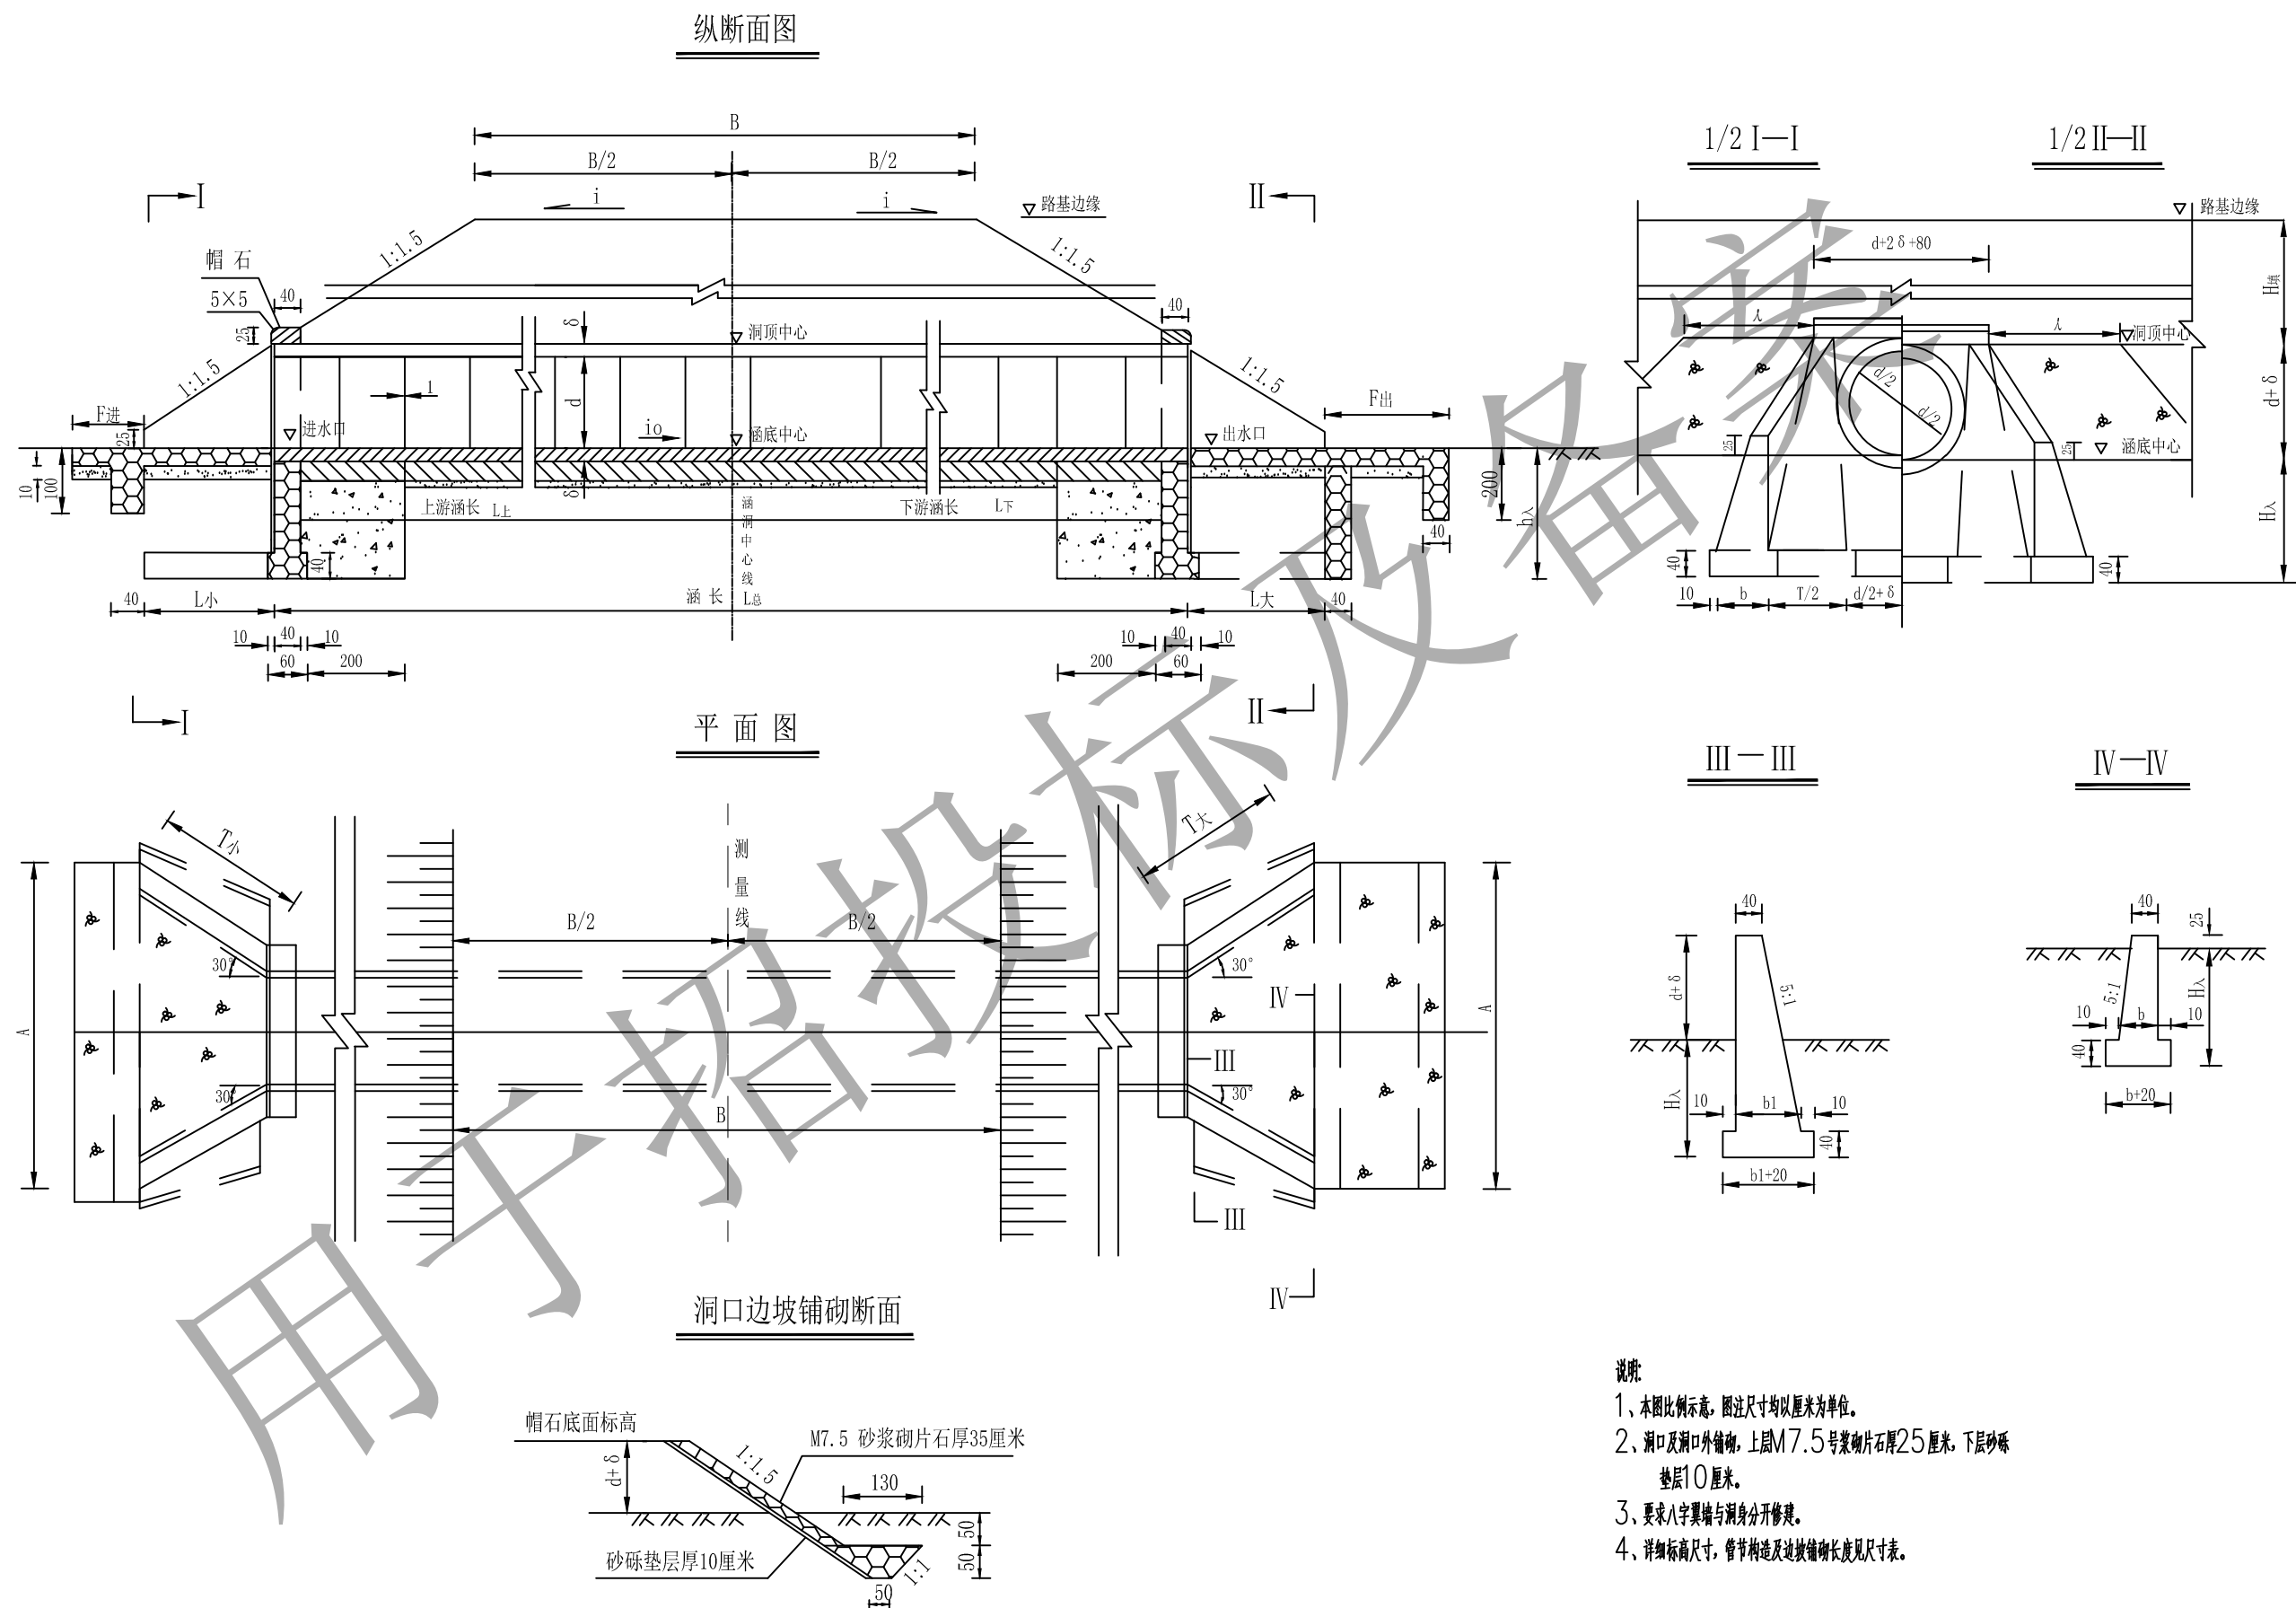 纵断面图
B
B/2
B/2
i
i
路基边缘
I
II
1:1.5
1:1.5
帽 石
5×5
40
25
40
δ
洞顶中心
1:1.5
1:1.5
1
d
F进
25
进水口
io
涵底中心
出水口
F出
10
100
δ
上游涵长 L上
下游涵长 L下
涵洞中心线
200
h入
40
40
40
L小
涵 长 L总
L大
40
10
40
10
60
200
10
40
10
200
60
I
II
1/2 I—I
1/2 II—II
路基边缘
d+2δ+80
H填
λ
λ
洞顶中心
d/2
d/2
d+δ
25
25
涵底中心
H入
40
40
10
b
T/2
d/2+δ
平 面 图
T小
T大
测量线
B/2
B/2
30°
30°
A
A
IV
III
30
30°
B
III
IV
III — III
40
d+δ
5:1
H入
10
b1
10
40
b1+20
IV—IV
40
25
5:1
H入
10
b
10
40
b+20
洞口边坡铺砌断面
帽石底面标高
M7.5 砂浆砌片石厚35厘米
1:1.5
d+δ
130
50
50
砂砾垫层厚10厘米
1:1
50
说明:
1、本图比例示意，图注尺寸均以厘米为单位。
2、洞口及洞口外铺砌，上层M7.5号浆砌片石厚25厘米，下层砂砾
垫层10厘米。
3、要求八字翼墙与洞身分开修建。
4、详细标高尺寸，管节构造及边坡铺砌长度见尺寸表。
用于招投标及备案